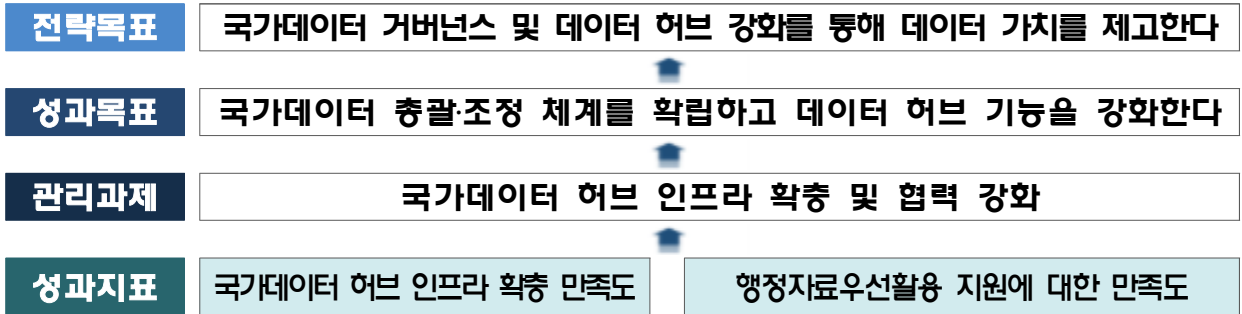 전략목표 국가데이터 거버넌스 및 데이터 허브 강화를 통해 데이터 가치를 제고한다
성과목표 국가데이터 총괄·조정 체계를 확립하고 데이터 허브 기능을 강화한다
관리과제 국가데이터 허브 인프라 확충 및 협력 강화
성과지표 국가데이터 허브 인프라 확충 만족도 행정자료우선활용 지원에 대한 만족도